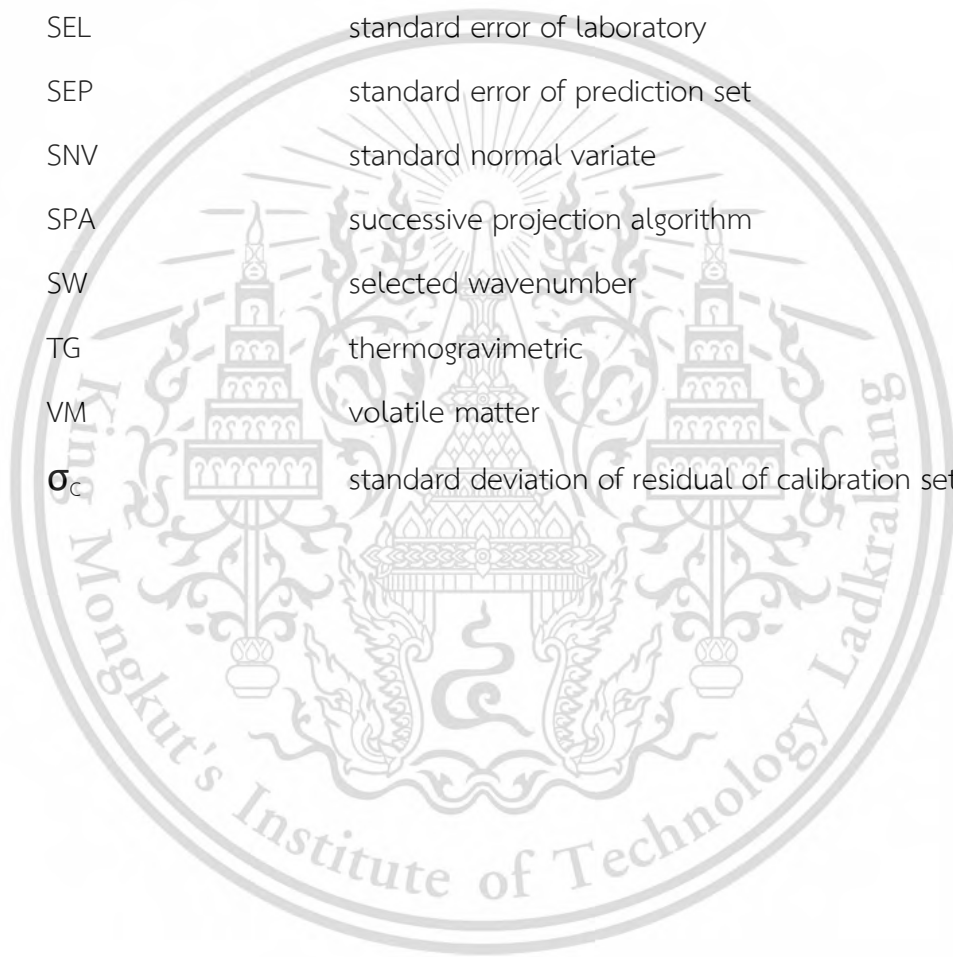 SEL standard error of laboratory
SEP standard error of prediction set
SNV standard normal variate
SPA successive projection algorithm
SW selected wavenumber
TG thermogravimetric
VM volatile matter
σc standard deviation of residual of calibration set
King Mongkut's Institute of Technology Ladkrabang